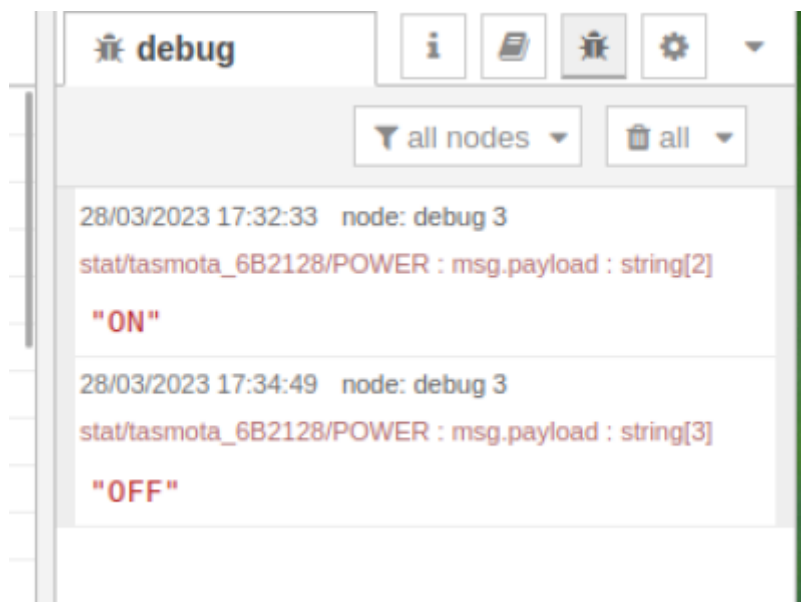 debug
all nodes
all
28/03/2023 17:32:33 node: debug 3
stat/tasmota_6B2128/POWER : msg.payload : string[2]
"ON"
28/03/2023 17:34:49 node: debug 3
stat/tasmota_6B2128/POWER : msg.payload : string[3]
"OFF"